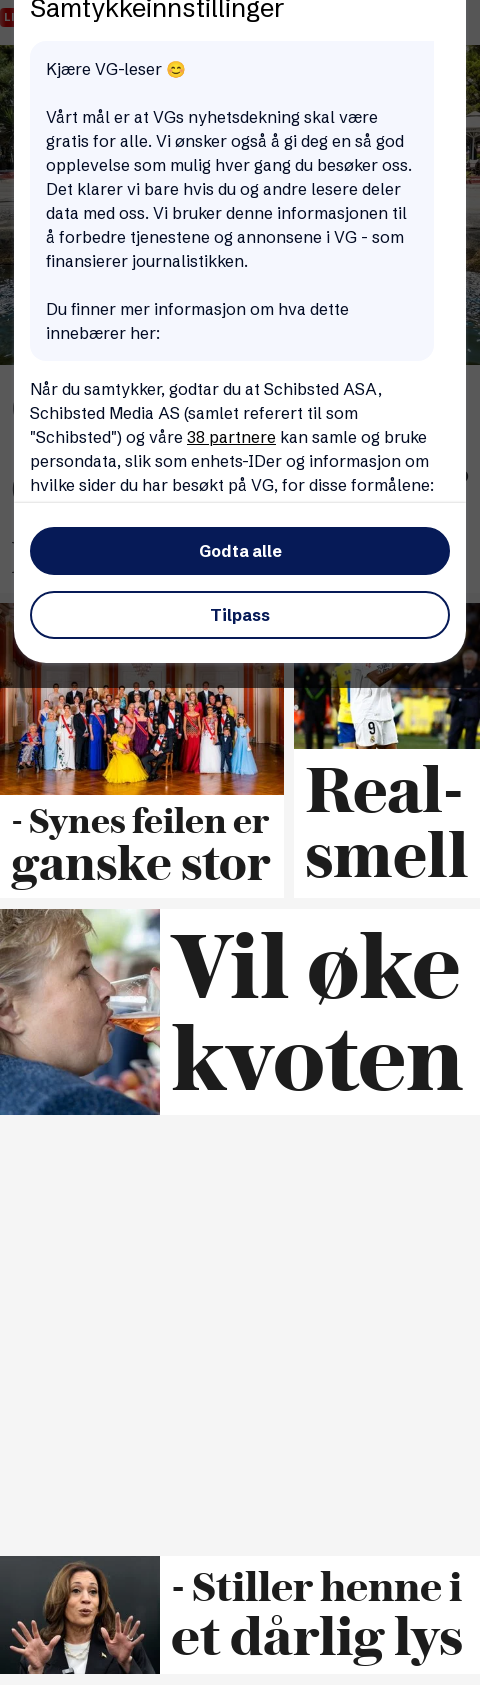 Samtykkeinnstillinger
Kjære VG-leser 😊
Vårt mål er at VGs nyhetsdekning skal være
gratis for alle. Vi ønsker også å gi deg en så god
opplevelse som mulig hver gang du besøker oss.
Det klarer vi bare hvis du og andre lesere deler
data med oss. Vi bruker denne informasjonen til
å forbedre tjenestene og annonsene i VG - som
finansierer journalistikken.
Du finner mer informasjon om hva dette
innebærer her:
Når du samtykker, godtar du at Schibsted ASA,
Schibsted Media AS (samlet referert til som
"Schibsted") og våre 38 partnere kan samle og bruke
persondata, slik som enhets-IDer og informasjon om
hvilke sider du har besøkt på VG, for disse formålene:
Godta alle
Tilpass
9
- Synes feilen er
ganske stor
Real-
smell
Vil øke
kvoten
- Stiller henne i
et dårlig lys